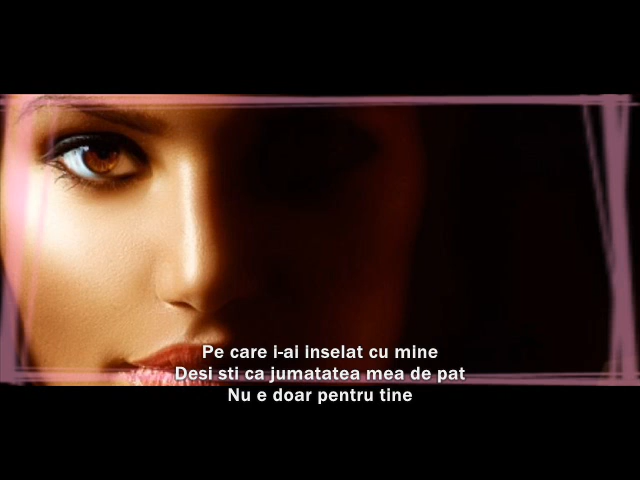 Pe care i-ai inselat cu mine
Desi sti ca jumatatea mea de pat
Nu e doar pentru tine